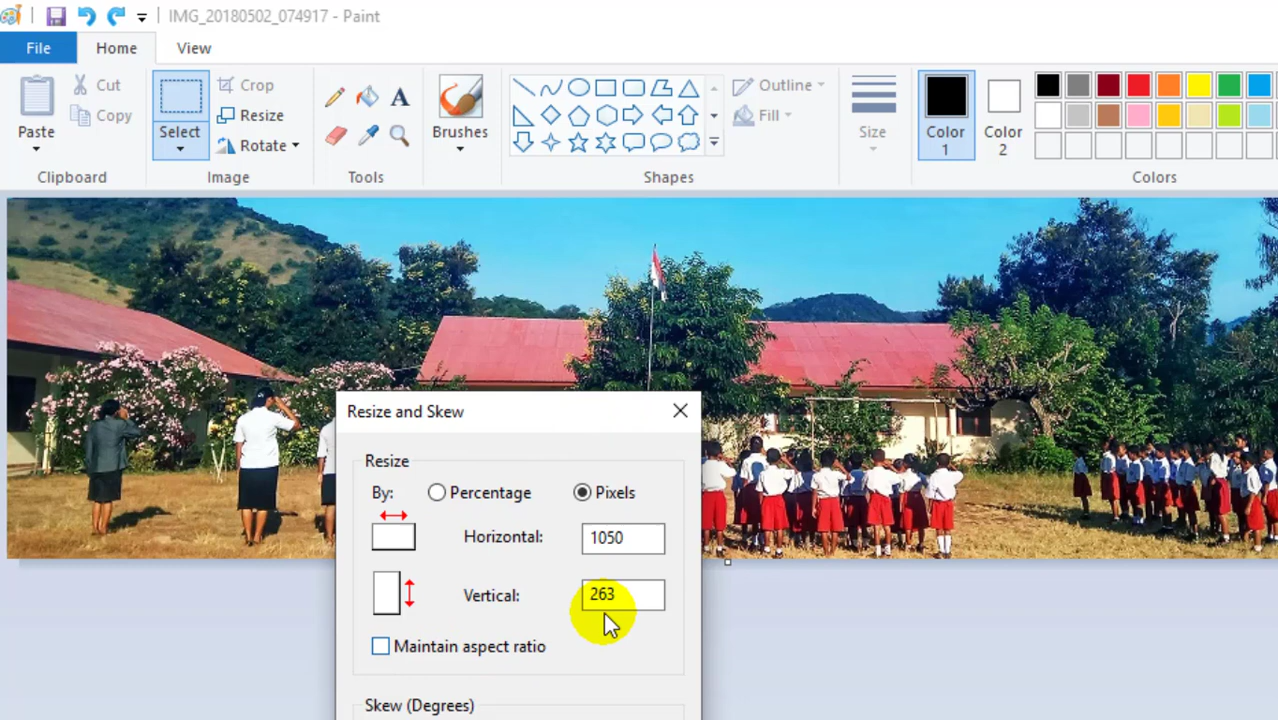 IMG_20180502_074917 - Paint
File Home View
Paste
Cut
Copy
Clipboard
Select
Crop
Resize
Rotate
Image
A
Tools
Brushes
Outline
Fill
Shapes
Size
Color 1
Color 2
Colors
Resize and Skew
Resize
By: Percentage Pixels
Horizontal: 1050
Vertical: 263
Maintain aspect ratio
Skew (Degrees)